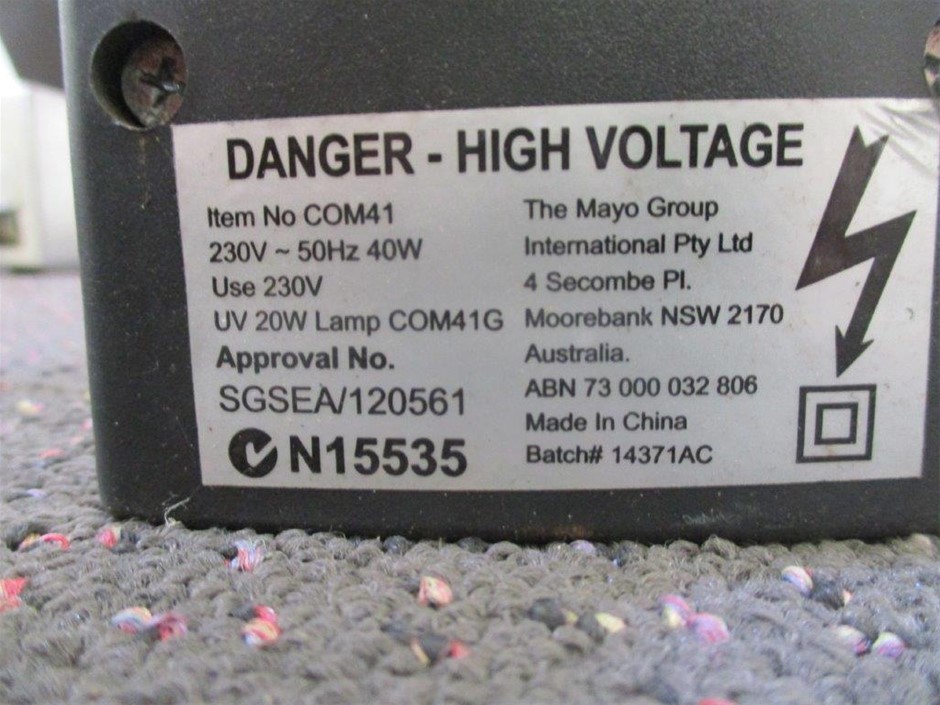 DANGER - HIGH VOLTAGE
Item No COM41
230V ~ 50Hz 40W
Use 230V
UV 20W Lamp COM41G
Approval No.
SGSEA/120561
N15535
The Mayo Group
International Pty Ltd
4 Secombe Pl.
Moorebank NSW 2170
Australia.
ABN 73 000 032 806
Made In China
Batch# 14371AC